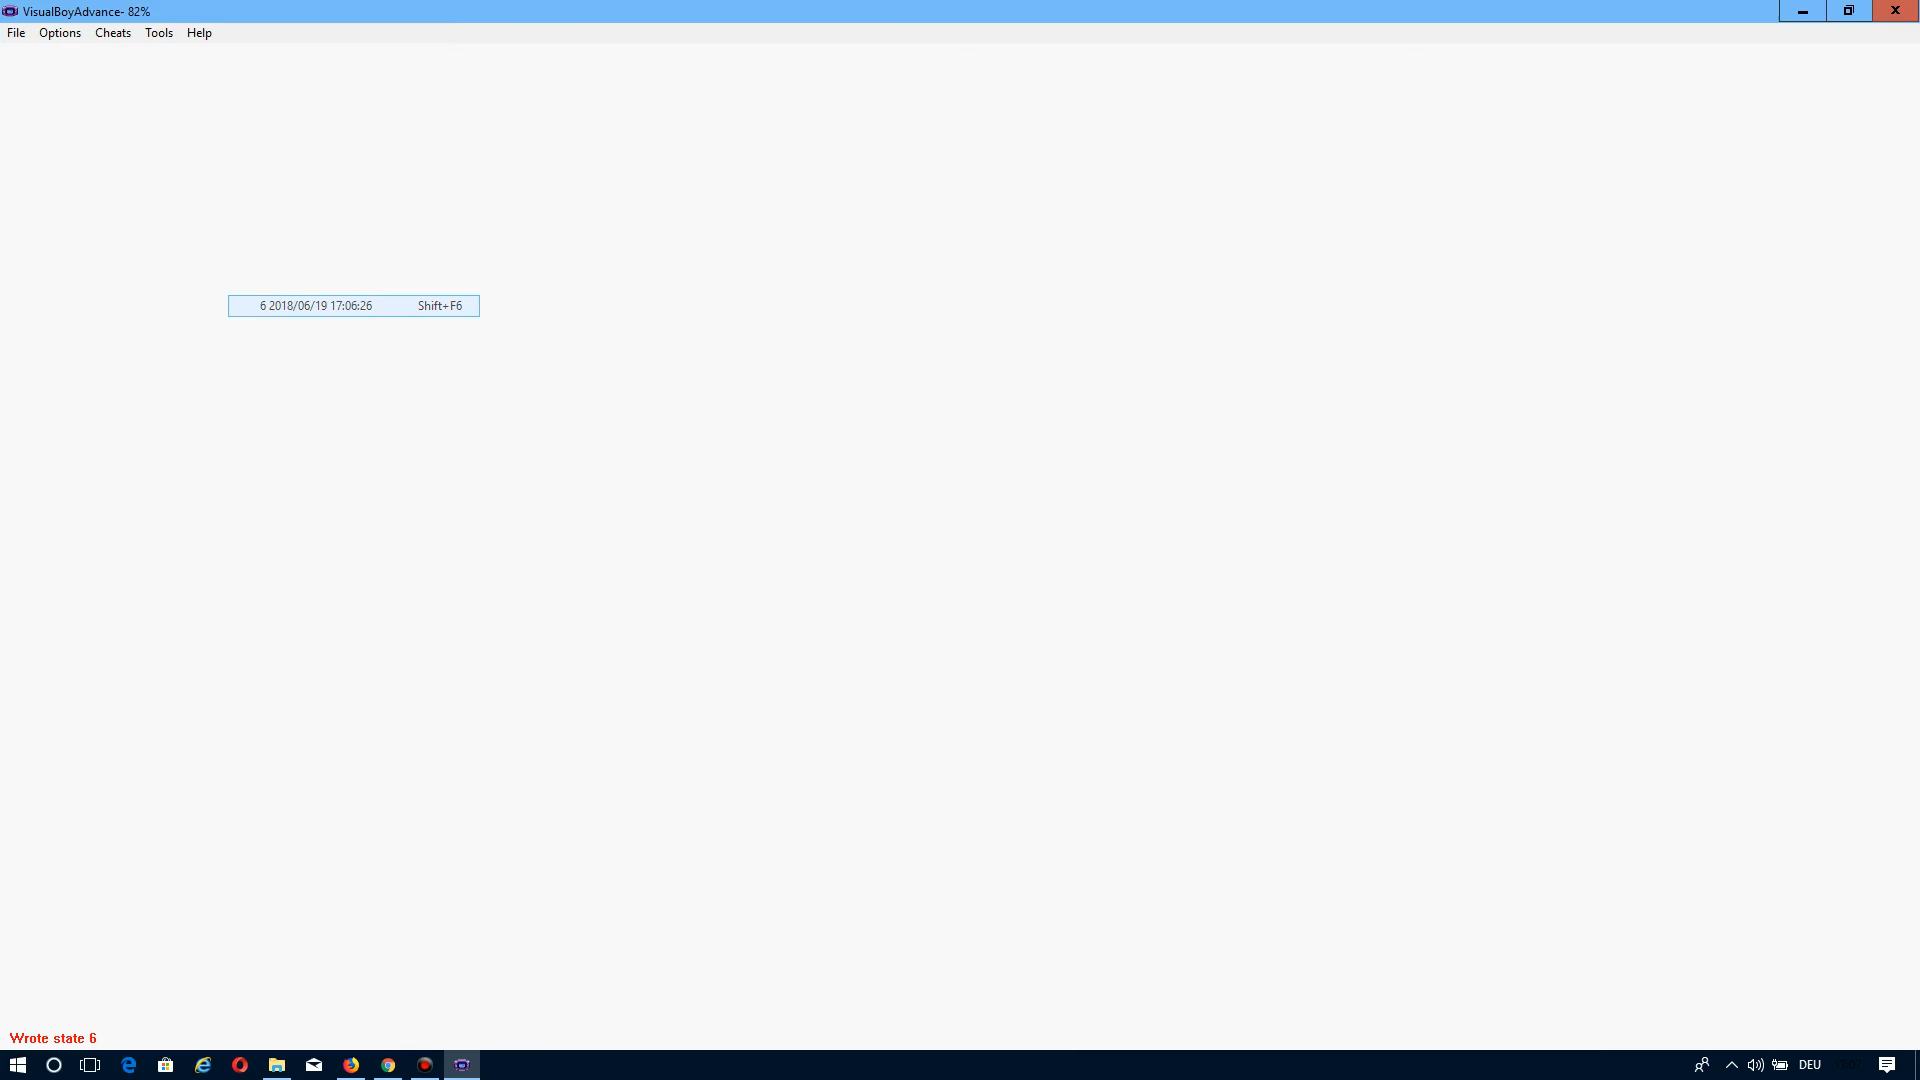 VisualBoyAdvance- 82%
File Options Cheats Tools Help
6 2018/06/19 17:06:26 Shift+F6
Wrote state 6
DEU